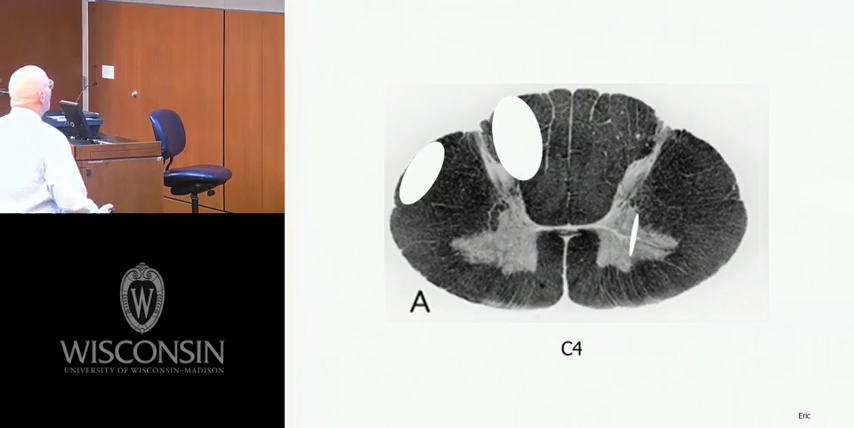 A
C4
Eric
W
WISCONSIN
UNIVERSITY OF WISCONSIN–MADISON